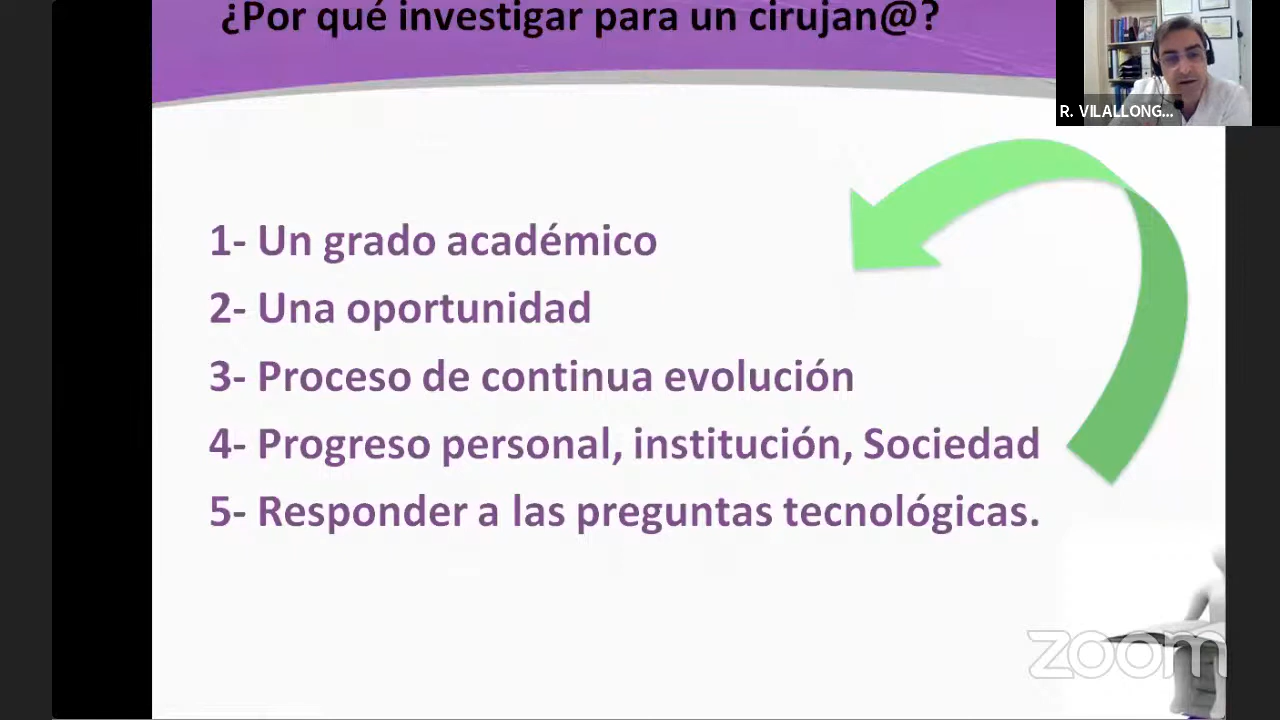 ¿Por qué investigar para un cirujan@?
R. VILALLONG...
1- Un grado académico
2- Una oportunidad
3- Proceso de continua evolución
4- Progreso personal, institución, Sociedad
5- Responder a las preguntas tecnológicas.
zoom